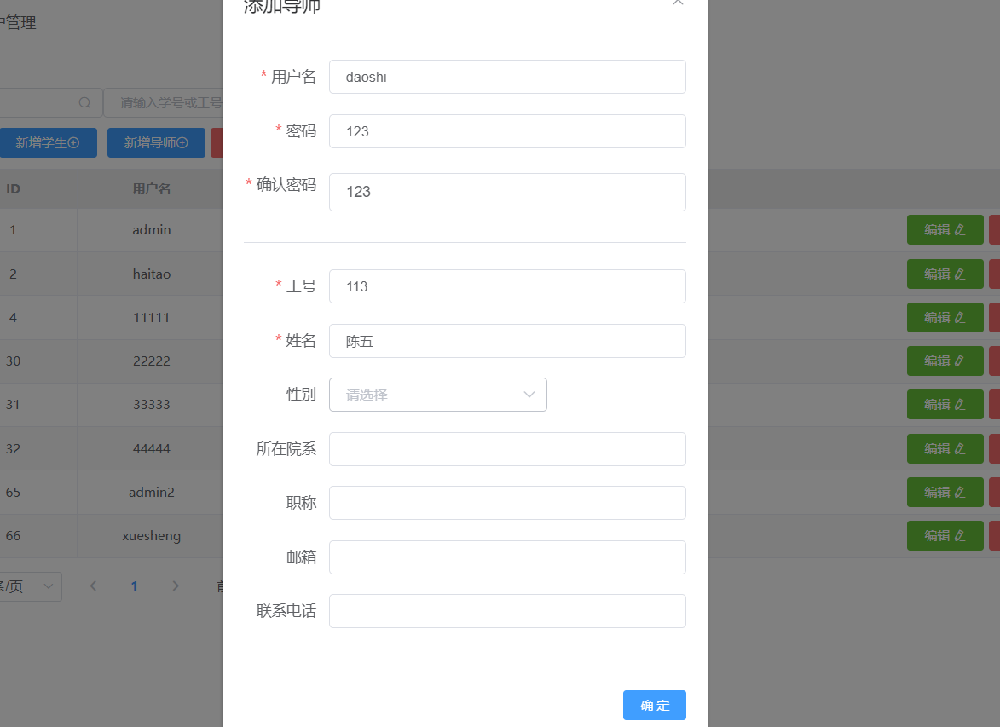 添加导师
户管理
* 用户名 daoshi
* 密码 123
* 确认密码 123
* 工号 113
* 姓名 陈五
性别 请选择
所在院系
职称
邮箱
联系电话
确 定
请输入学号或工号
新增学生 新增导师
ID 用户名
1 admin 编辑
2 haitao 编辑
4 11111 编辑
30 22222 编辑
31 33333 编辑
32 44444 编辑
65 admin2 编辑
66 xuesheng 编辑
条/页 1 前